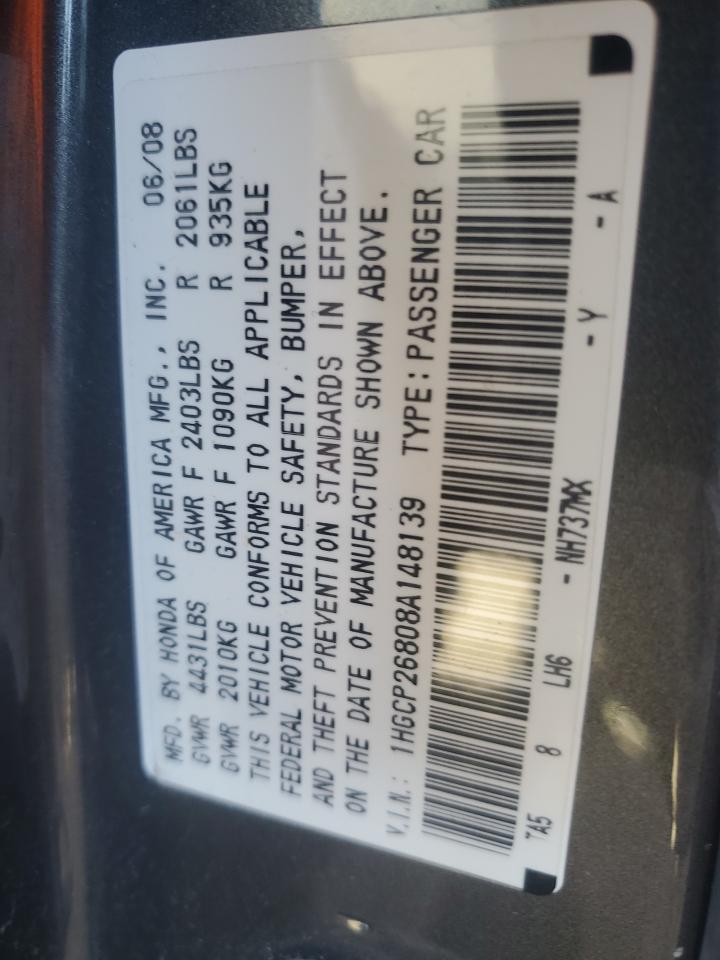 MFD. BY HONDA OF AMERICA MFG., INC. 06/08
GVWR 4431LBS GAWR F 2403LBS R 2061LBS
GVWR 2010KG GAWR F 1090KG R 935KG
THIS VEHICLE CONFORMS TO ALL APPLICABLE
FEDERAL MOTOR VEHICLE SAFETY, BUMPER,
AND THEFT PREVENTION STANDARDS IN EFFECT
ON THE DATE OF MANUFACTURE SHOWN ABOVE.
V.I.N.: 1HGCP26808A148139 TYPE:PASSENGER CAR
TA5 8 LH6 - NH737MX - Y - A